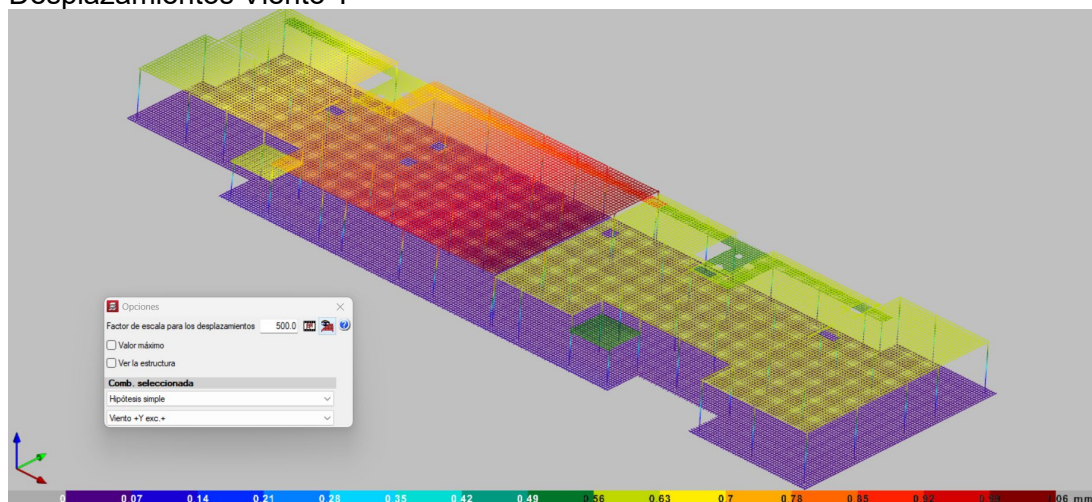 Desplazamientos Viento Y
Opciones
Factor de escala para los desplazamientos 500.0
Valor máximo
Ver la estructura
Comb. seleccionada
Hipótesis simple
Viento +Y exc.+
0 0.07 0.14 0.21 0.28 0.35 0.42 0.49 0.56 0.63 0.7 0.78 0.85 0.92 mm